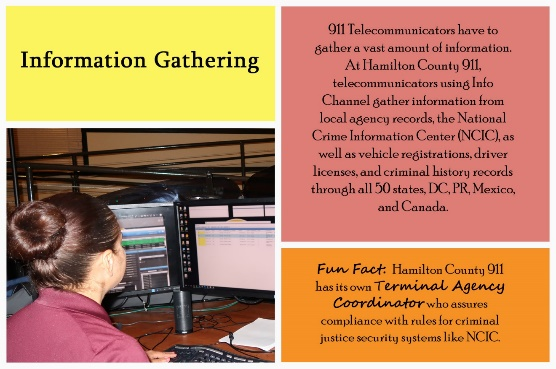 Information Gathering
911 Telecommunicators have to
gather a vast amount of information.
At Hamilton County 911,
telecommunicators using Info
Channel gather information from
local agency records, the National
Crime Information Center (NCIC), as
well as vehicle registrations, driver
licenses, and criminal history records
through all 50 states, DC, PR, Mexico,
and Canada.
Fun Fact: Hamilton County 911
has its own Terminal Agency
Coordinator who assures
compliance with rules for criminal
justice security systems like NCIC.